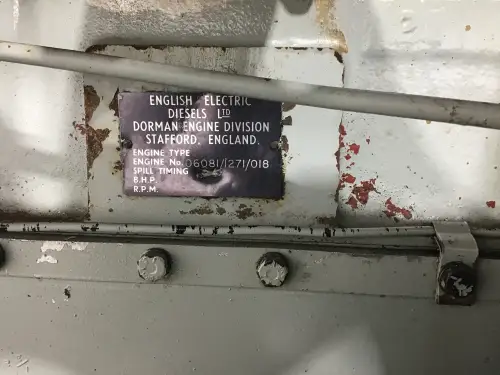 ENGLISH ELECTRIC
DIESELS LTD
DORMAN ENGINE DIVISION
STAFFORD, ENGLAND.
ENGINE TYPE
ENGINE No. 06081/1271/018
SPILL TIMING
B.H.P.
R.P.M.